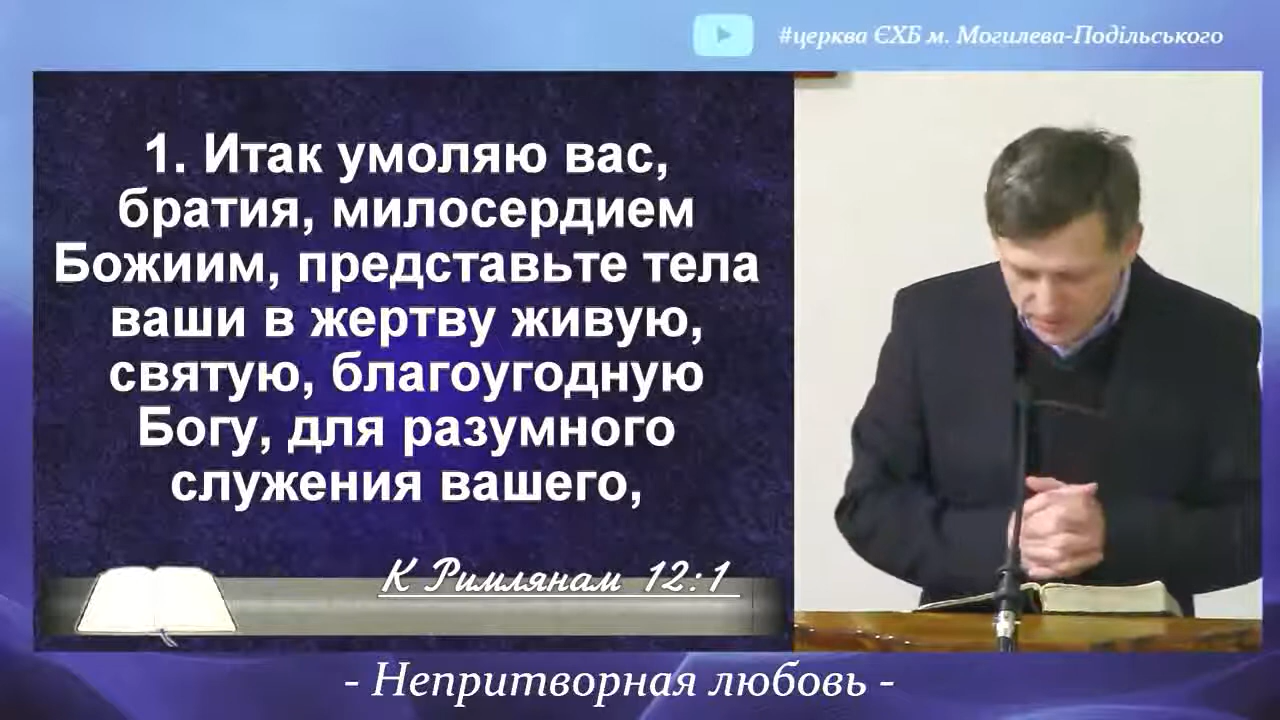 #церква ЄХБ м. Могилева-Подільського
1. Итак умоляю вас,
братия, милосердием
Божиим, представьте тела
ваши в жертву живую,
святую, благоугодную
Богу, для разумного
служения вашего,
К Римлянам 12:1
- Непритворная любовь -